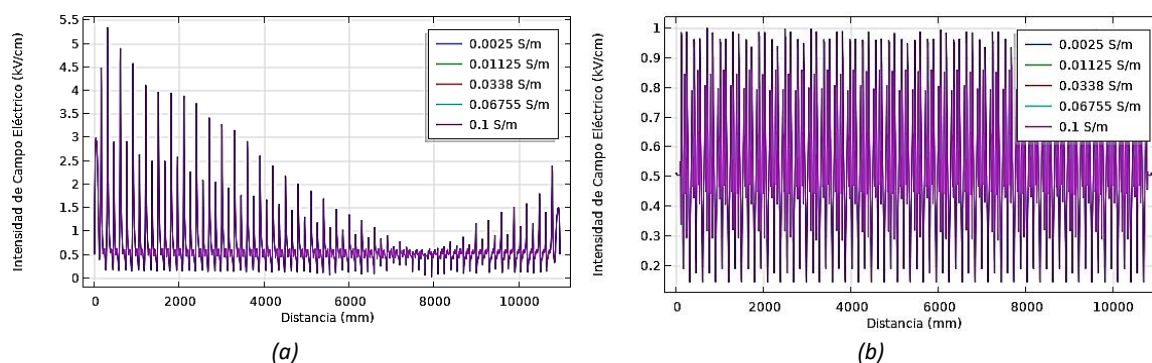 Intensidad de Campo Eléctrico (kV/cm)
5.5
5
4.5
4
3.5
3
2.5
2
1.5
1
0.5
0
0.0025 S/m
0.01125 S/m
0.0338 S/m
0.06755 S/m
0.1 S/m
0 2000 4000 6000 8000 10000
Distancia (mm)
(a)
Intensidad de Campo Eléctrico (kV/cm)
1
0.9
0.8
0.7
0.6
0.5
0.4
0.3
0.2
0.0025 S/m
0.01125 S/m
0.0338 S/m
0.06755 S/m
0.1 S/m
0 2000 4000 6000 8000 10000
Distancia (mm)
(b)